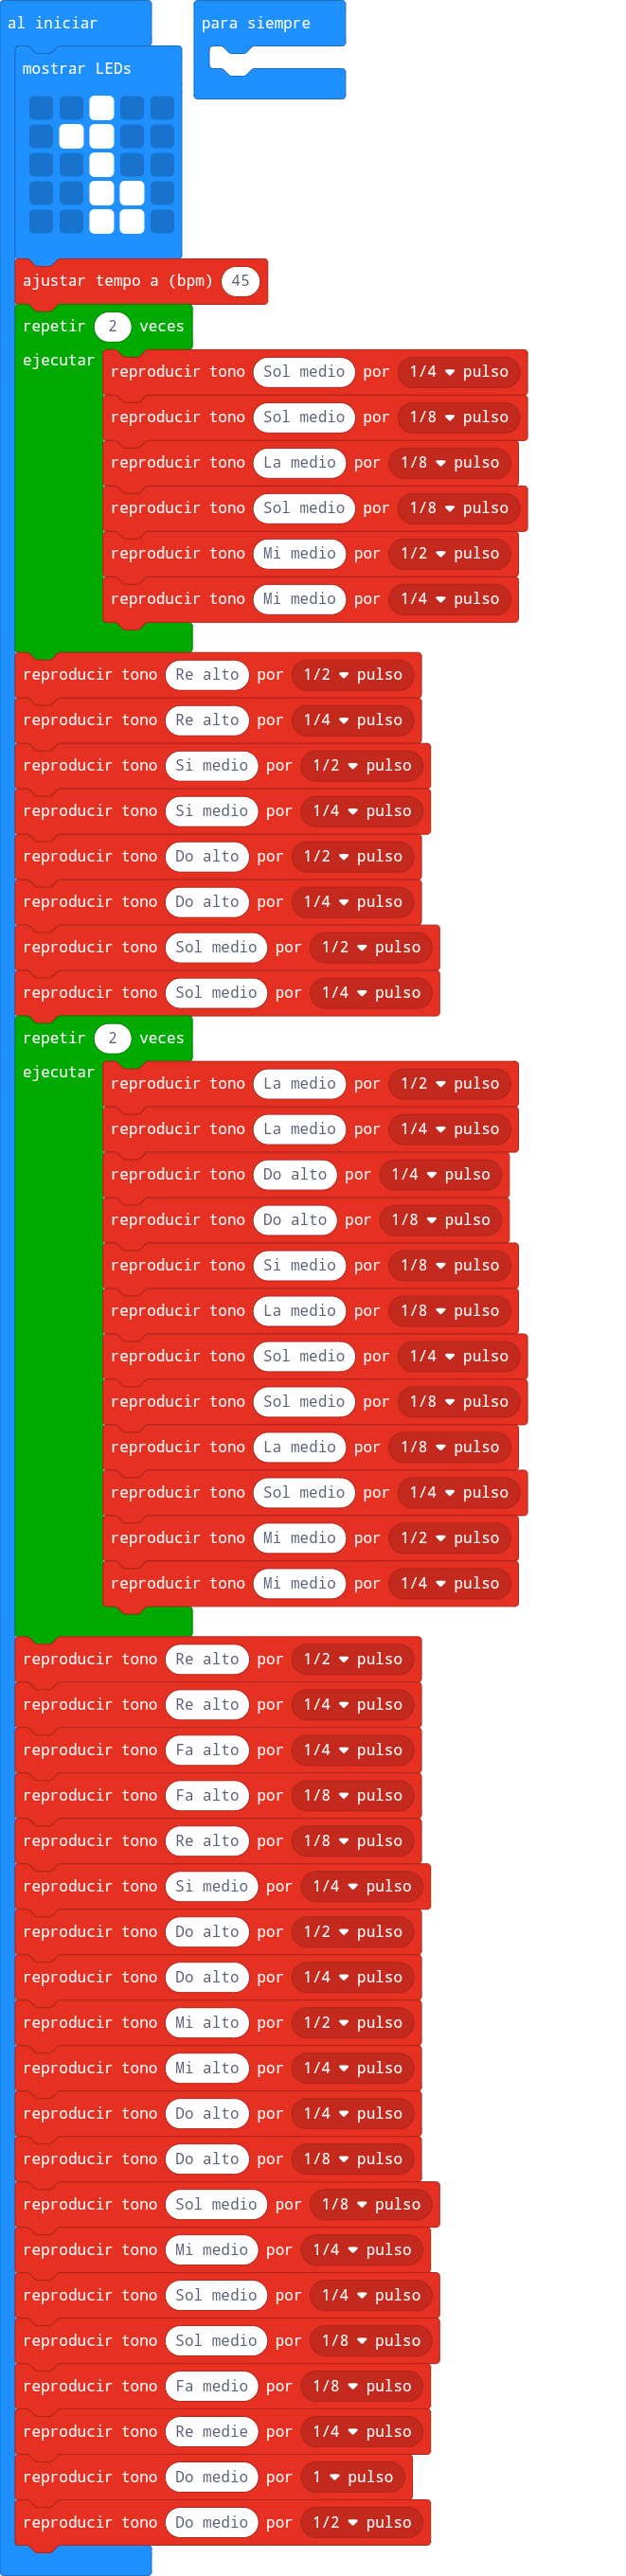 al iniciar
para siempre
mostrar LEDs
ajustar tempo a (bpm) 45
repetir 2 veces
ejecutar
reproducir tono Sol medio por 1/4 pulso
reproducir tono Sol medio por 1/8 pulso
reproducir tono La medio por 1/8 pulso
reproducir tono Sol medio por 1/8 pulso
reproducir tono Mi medio por 1/2 pulso
reproducir tono Mi medio por 1/4 pulso
reproducir tono Re alto por 1/2 pulso
reproducir tono Re alto por 1/4 pulso
reproducir tono Si medio por 1/2 pulso
reproducir tono Si medio por 1/4 pulso
reproducir tono Do alto por 1/2 pulso
reproducir tono Do alto por 1/4 pulso
reproducir tono Sol medio por 1/2 pulso
reproducir tono Sol medio por 1/4 pulso
repetir 2 veces
ejecutar
reproducir tono La medio por 1/2 pulso
reproducir tono La medio por 1/4 pulso
reproducir tono Do alto por 1/4 pulso
reproducir tono Do alto por 1/8 pulso
reproducir tono Si medio por 1/8 pulso
reproducir tono La medio por 1/8 pulso
reproducir tono Sol medio por 1/4 pulso
reproducir tono Sol medio por 1/8 pulso
reproducir tono La medio por 1/8 pulso
reproducir tono Sol medio por 1/4 pulso
reproducir tono Mi medio por 1/2 pulso
reproducir tono Mi medio por 1/4 pulso
reproducir tono Re alto por 1/2 pulso
reproducir tono Re alto por 1/4 pulso
reproducir tono Fa alto por 1/4 pulso
reproducir tono Fa alto por 1/8 pulso
reproducir tono Re alto por 1/8 pulso
reproducir tono Si medio por 1/4 pulso
reproducir tono Do alto por 1/2 pulso
reproducir tono Do alto por 1/4 pulso
reproducir tono Mi alto por 1/2 pulso
reproducir tono Mi alto por 1/4 pulso
reproducir tono Do alto por 1/4 pulso
reproducir tono Do alto por 1/8 pulso
reproducir tono Sol medio por 1/8 pulso
reproducir tono Mi medio por 1/4 pulso
reproducir tono Sol medio por 1/4 pulso
reproducir tono Sol medio por 1/8 pulso
reproducir tono Fa medio por 1/8 pulso
reproducir tono Re medie por 1/4 pulso
reproducir tono Do medio por 1 pulso
reproducir tono Do medio por 1/2 pulso